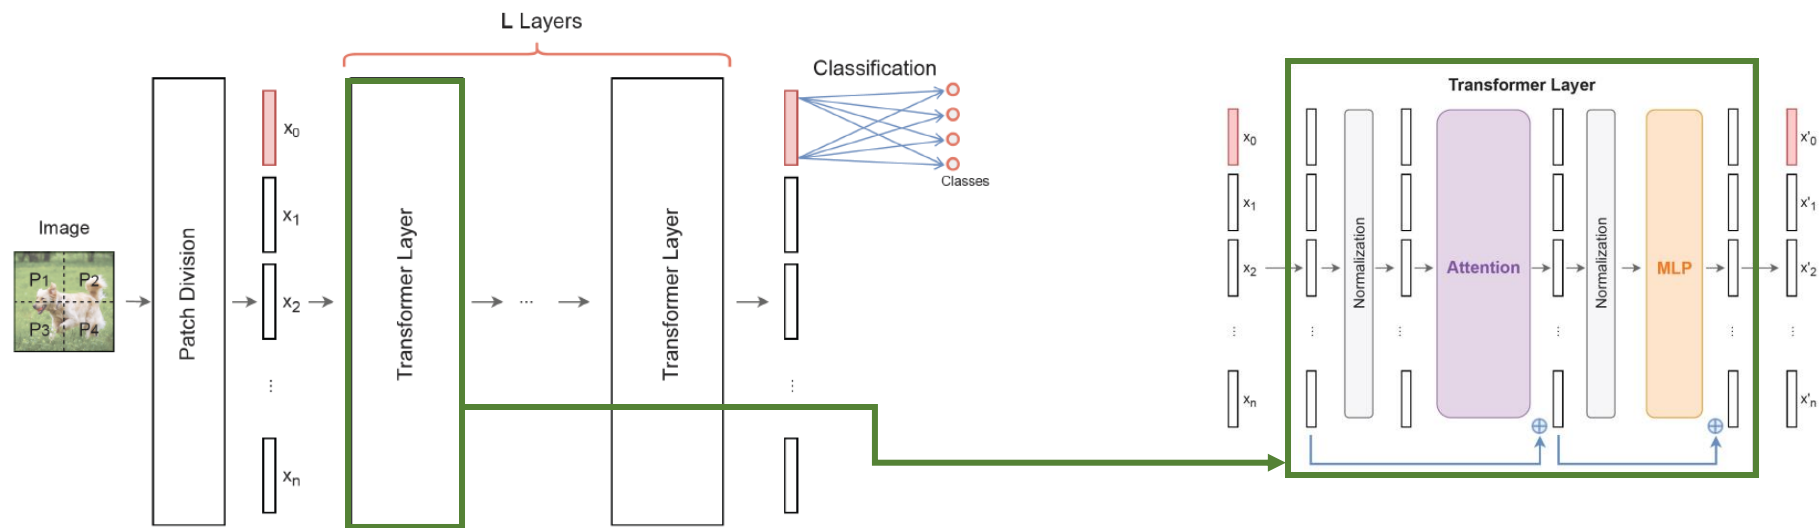 L Layers
Classification
Classes
Image
P1 P2
P3 P4
Patch Division
x0
x1
x2
...
xn
Transformer Layer
...
Transformer Layer
...
Transformer Layer
x0
x1
x2
...
xn
...
Normalization
...
Attention
...
Normalization
MLP
...
x'0
x'1
x'2
...
x'n